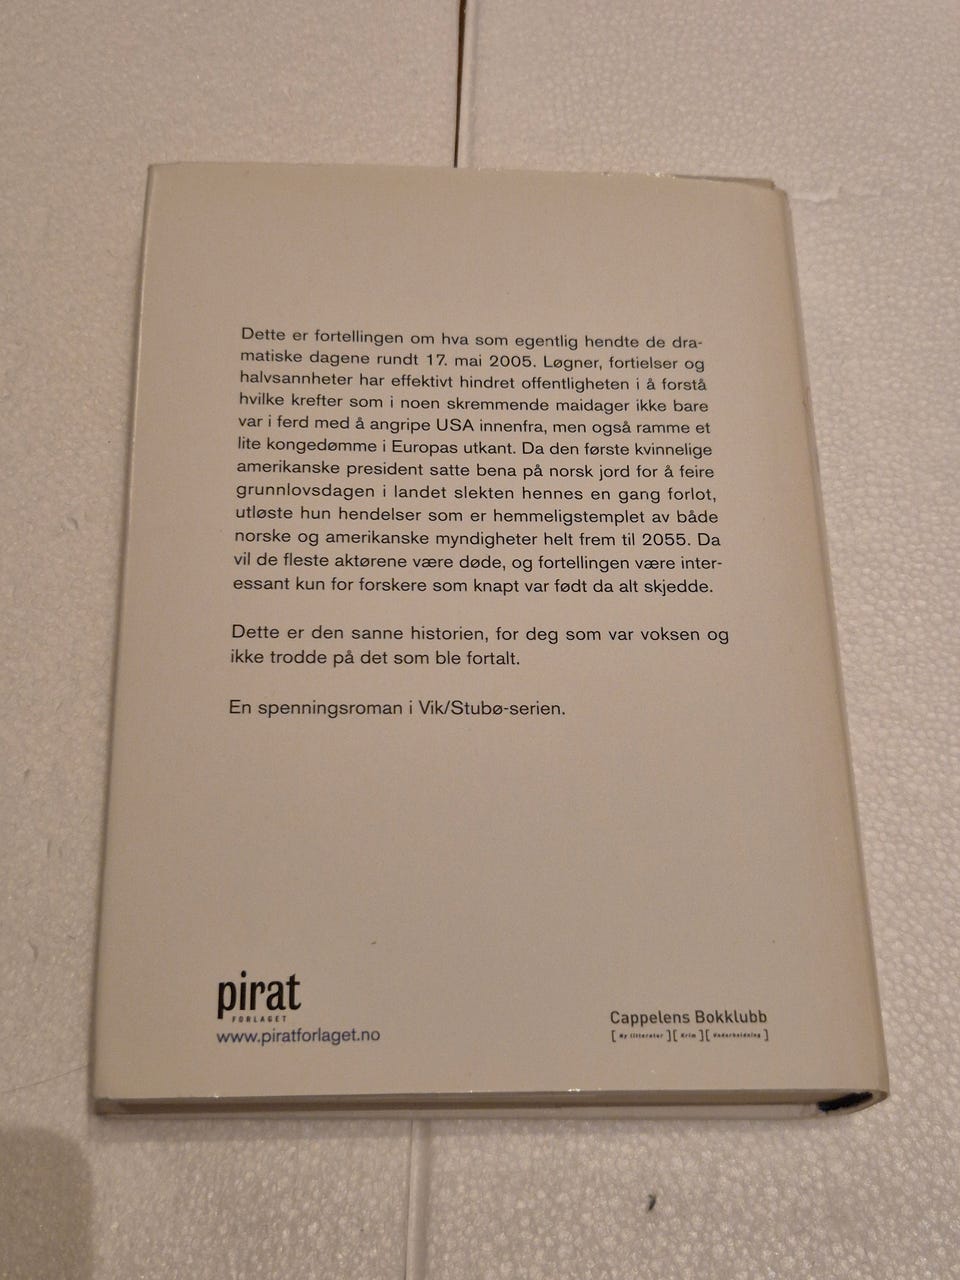 Dette er fortellingen om hva som egentlig hendte de dra-
matiske dagene rundt 17. mai 2005. Løgner, fortielser og
halvsannheter har effektivt hindret offentligheten i å forstå
hvilke krefter som i noen skremmende maidager ikke bare
var i ferd med å angripe USA innenfra, men også ramme et
lite kongedømme i Europas utkant. Da den første kvinnelige
amerikanske president satte bena på norsk jord for å feire
grunnlovsdagen i landet slekten hennes en gang forlot,
utløste hun hendelser som er hemmeligstemplet av både
norske og amerikanske myndigheter helt frem til 2055. Da
vil de fleste aktørene være døde, og fortellingen være inter-
essant kun for forskere som knapt var født da alt skjedde.
Dette er den sanne historien, for deg som var voksen og
ikke trodde på det som ble fortalt.
En spenningsroman i Vik/Stubø-serien.
pirat
FORLAGET
www.piratforlaget.no
Cappelens Bokklubb
[ Ny litteratur ][ Krim ][ Underholdning ]